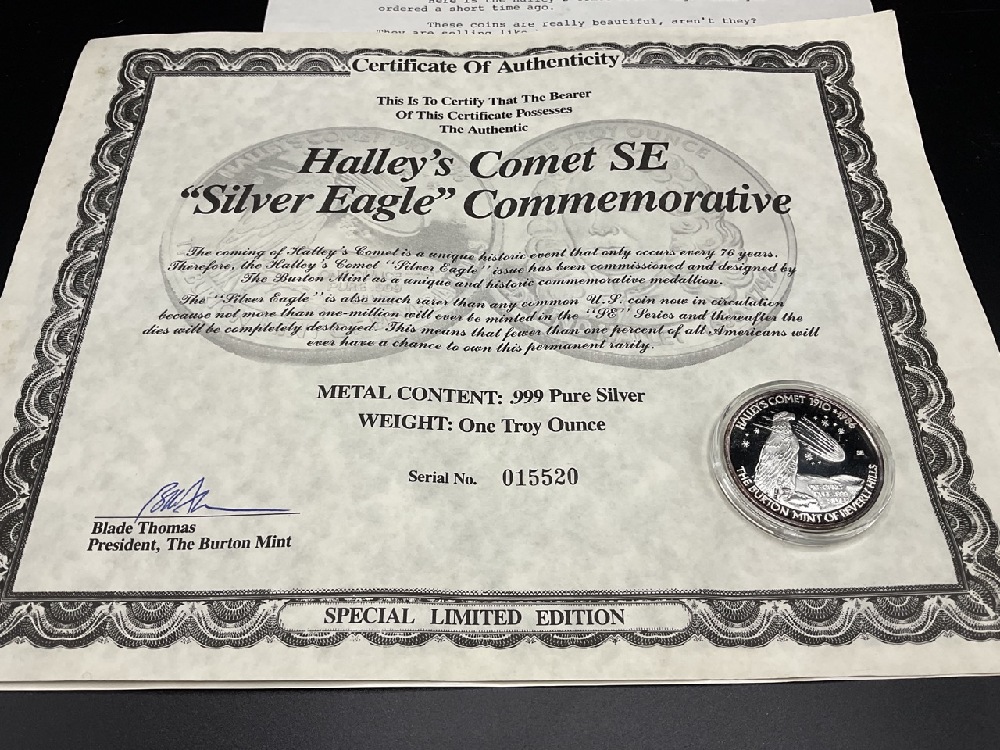 ordered a short time ago.
These coins are really beautiful, aren't they?
They are selling like
Certificate Of Authenticity
This Is To Certify That The Bearer
Of This Certificate Possesses
The Authentic
Halley's Comet SE
"Silver Eagle" Commemorative
The coming of Halley's Comet is a unique historic event that only occurs every 76 years.
Therefore, the Halley's Comet "Silver Eagle" issue has been commissioned and designed by
The Burton Mint as a unique and historic commemorative medallion.
The "Silver Eagle" is also much rarer than any common U.S. coin now in circulation
because not more than one-million will ever be minted in the "SE" Series and thereafter the
dies will be completely destroyed. This means that fewer than one percent of all Americans will
ever have a chance to own this permanent rarity.
METAL CONTENT: .999 Pure Silver
WEIGHT: One Troy Ounce
Serial No. 015520
Blade Thomas
President, The Burton Mint
SPECIAL LIMITED EDITION
HALLEY'S COMET 1910 1986
THE BURTON MINT OF BEVERLY HILLS